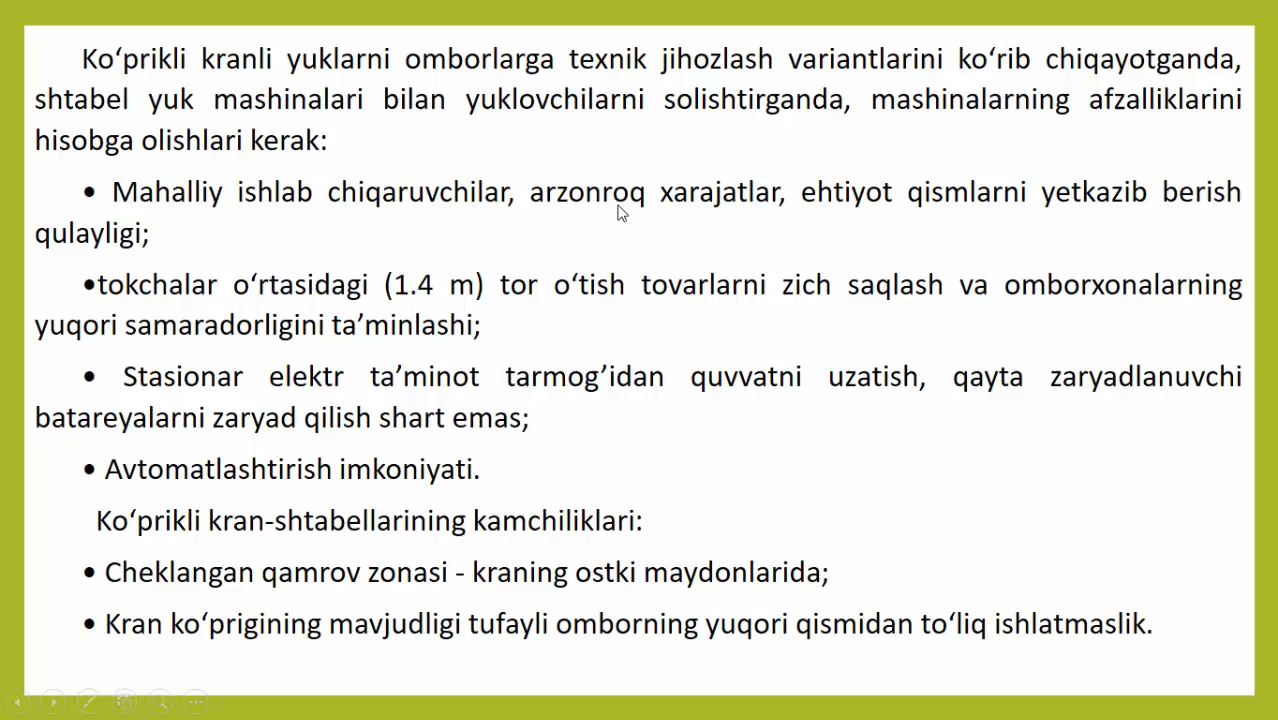 Ko‘prikli kranli yuklarni omborlarga texnik jihozlash variantlarini ko‘rib chiqayotganda,
shtabel yuk mashinalari bilan yuklovchilarni solishtirganda, mashinalarning afzalliklarini
hisobga olishlari kerak:
• Mahalliy ishlab chiqaruvchilar, arzonroq xarajatlar, ehtiyot qismlarni yetkazib berish
qulayligi;
•tokchalar o‘rtasidagi (1.4 m) tor o‘tish tovarlarni zich saqlash va omborxonalarning
yuqori samaradorligini ta’minlashi;
• Stasionar elektr ta’minot tarmog’idan quvvatni uzatish, qayta zaryadlanuvchi
batareyalarni zaryad qilish shart emas;
• Avtomatlashtirish imkoniyati.
Ko‘prikli kran-shtabellarining kamchiliklari:
• Cheklangan qamrov zonasi - kraning ostki maydonlarida;
• Kran ko‘prigining mavjudligi tufayli omborning yuqori qismidan to‘liq ishlatmaslik.